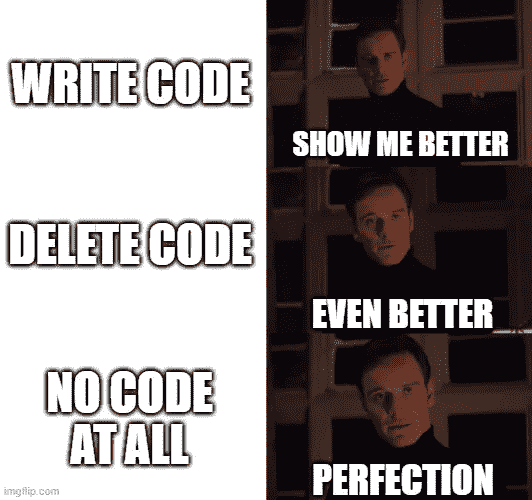 WRITE CODE
SHOW ME BETTER
DELETE CODE
EVEN BETTER
NO CODE
AT ALL
PERFECTION
imgflip.com